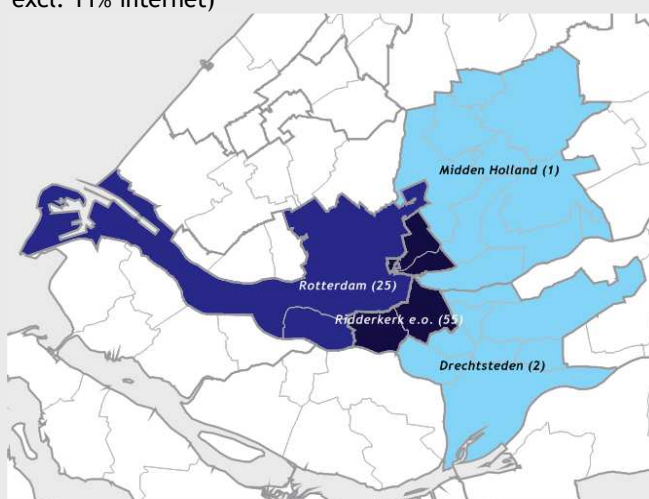 excl. 11% internet)
Midden Holland (1)
Rotterdam (25)
Ridderkerk e.o. (55)
Drechtsteden (2)